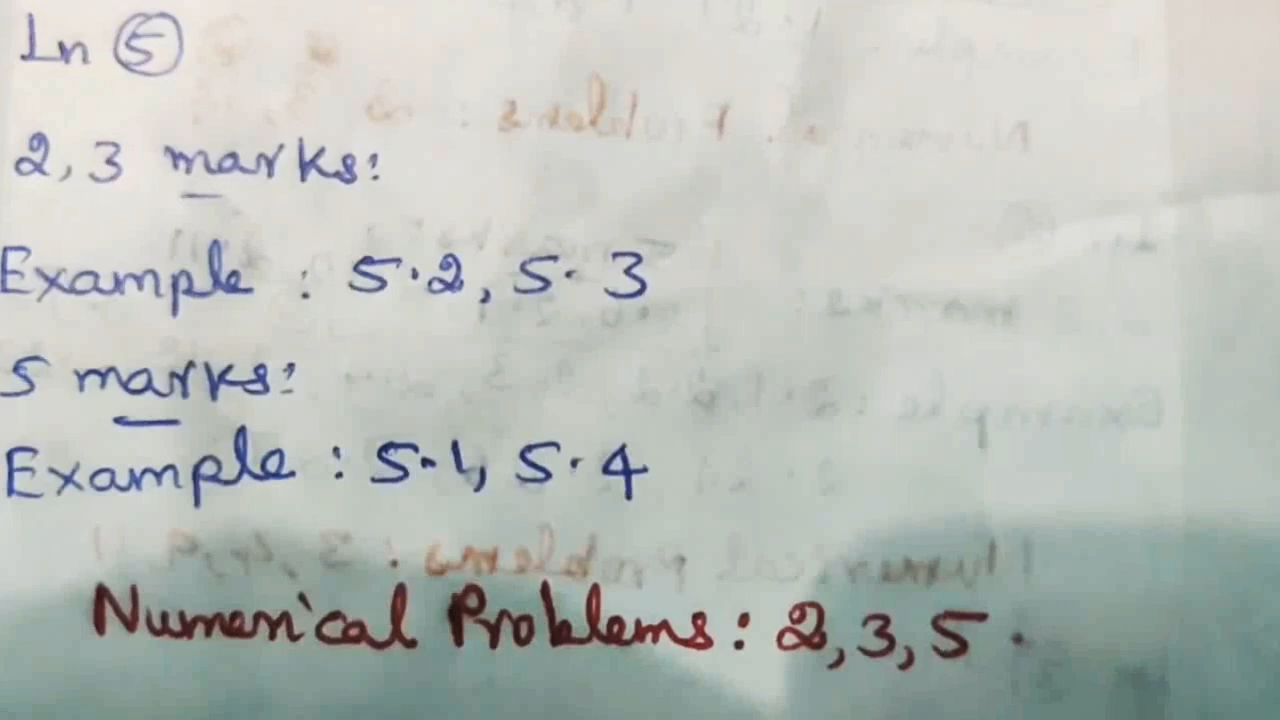 Ln 5
2, 3 marks:
Example : 5.2, 5.3
5 marks:
Example : 5.1, 5.4
Numerical Problems : 2, 3, 5.